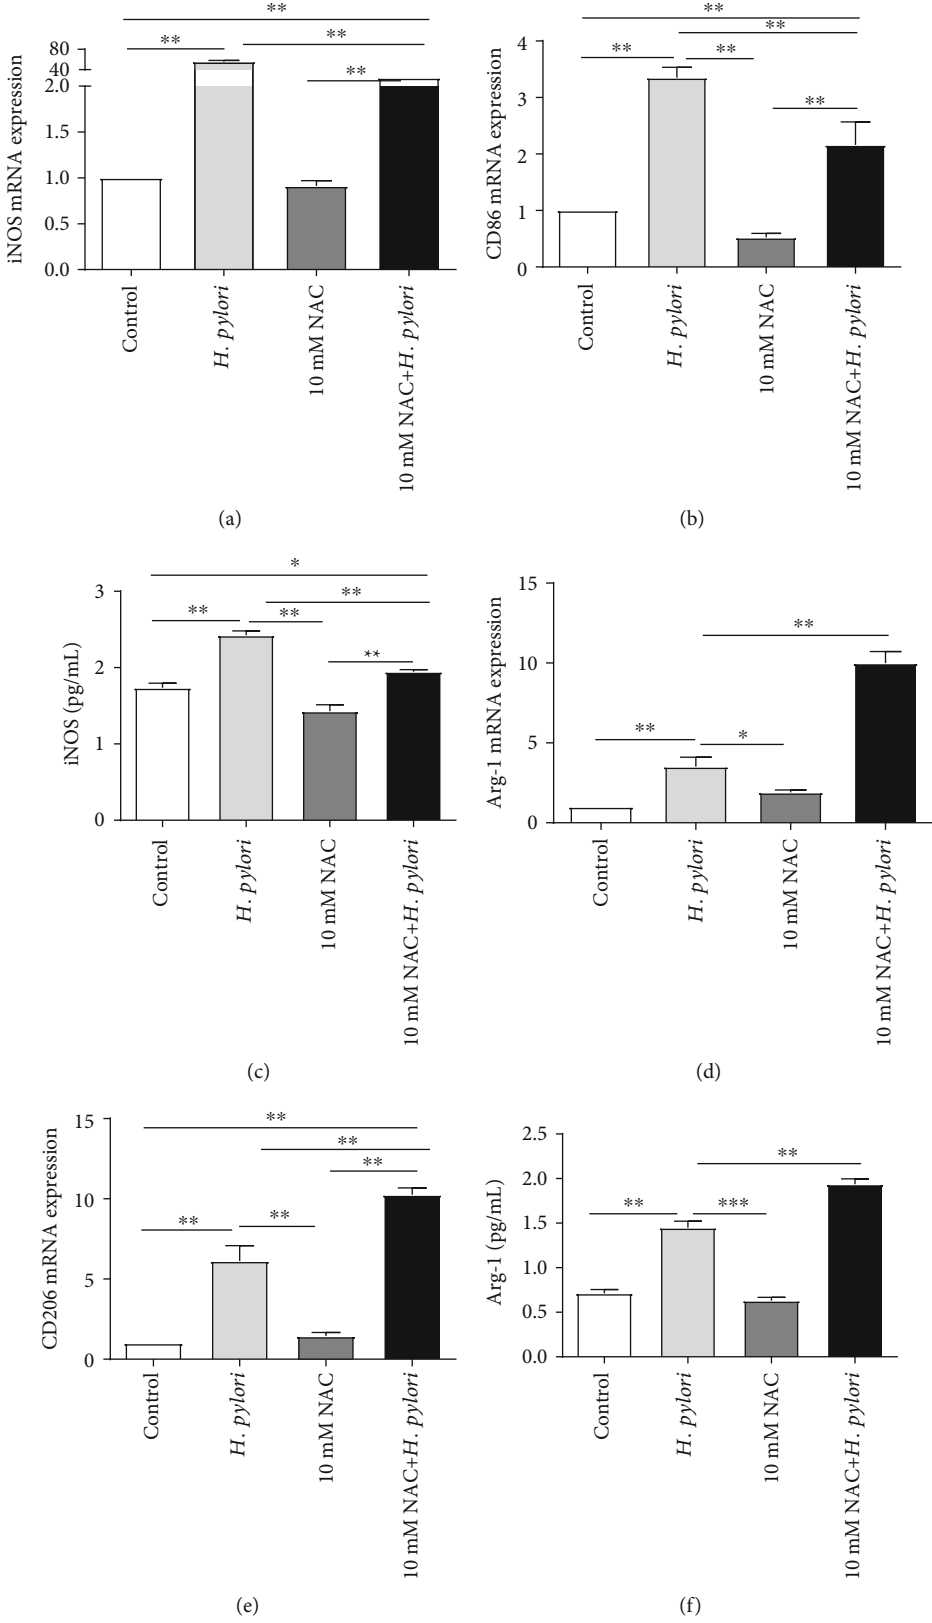 **
**
**
**
iNOS mRNA expression
80
40
2.0
1.5
1.0
0.5
0.0
Control
H. pylori
10 mM NAC
10 mM NAC+H. pylori
(a)
**
**
**
**
**
CD86 mRNA expression
4
3
2
1
0
Control
H. pylori
10 mM NAC
10 mM NAC+H. pylori
(b)
*
**
**
**
**
iNOS (pg/mL)
3
2
1
0
Control
H. pylori
10 mM NAC
10 mM NAC+H. pylori
(c)
**
**
*
Arg-1 mRNA expression
15
10
5
0
Control
H. pylori
10 mM NAC
10 mM NAC+H. pylori
(d)
**
**
**
**
**
CD206 mRNA expression
15
10
5
0
Control
H. pylori
10 mM NAC
10 mM NAC+H. pylori
(e)
**
**
***
Arg-1 (pg/mL)
2.5
2.0
1.5
1.0
0.5
0.0
Control
H. pylori
10 mM NAC
10 mM NAC+H. pylori
(f)